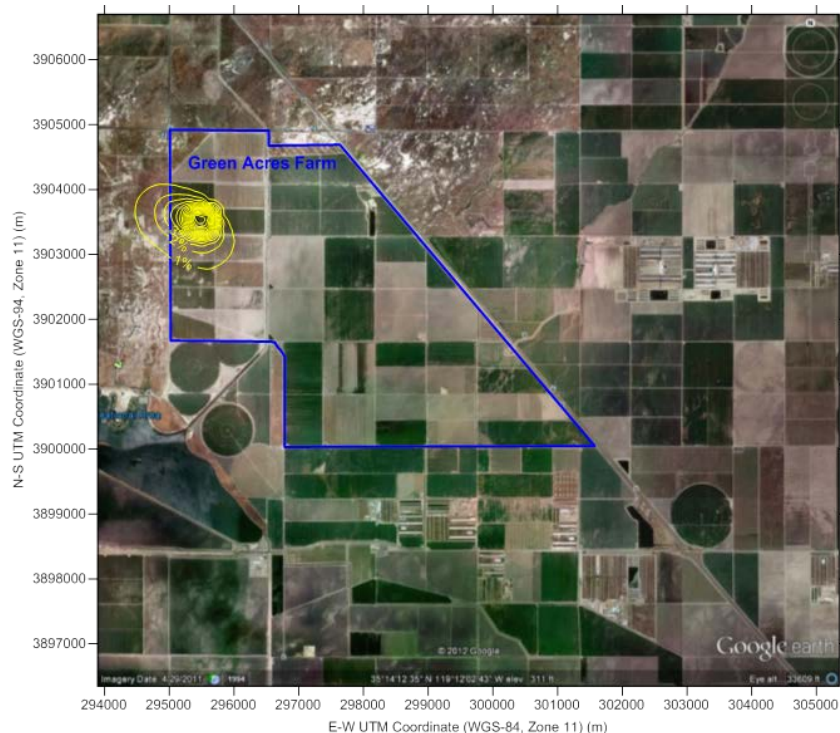 3906000
3905000
3904000
3903000
3902000
3901000
3900000
3899000
3898000
3897000
N-S UTM Coordinate (WGS-94, Zone 11) (m)
Green Acres Farm
1%
© 2012 Google
Google earth
Imagery Date 4/29/2011 1994
35°14'12.35" N 119°12'02.43" W elev 311 ft
Eye alt 33609 ft
294000 295000 296000 297000 298000 299000 300000 301000 302000 303000 304000 305000
E-W UTM Coordinate (WGS-84, Zone 11) (m)